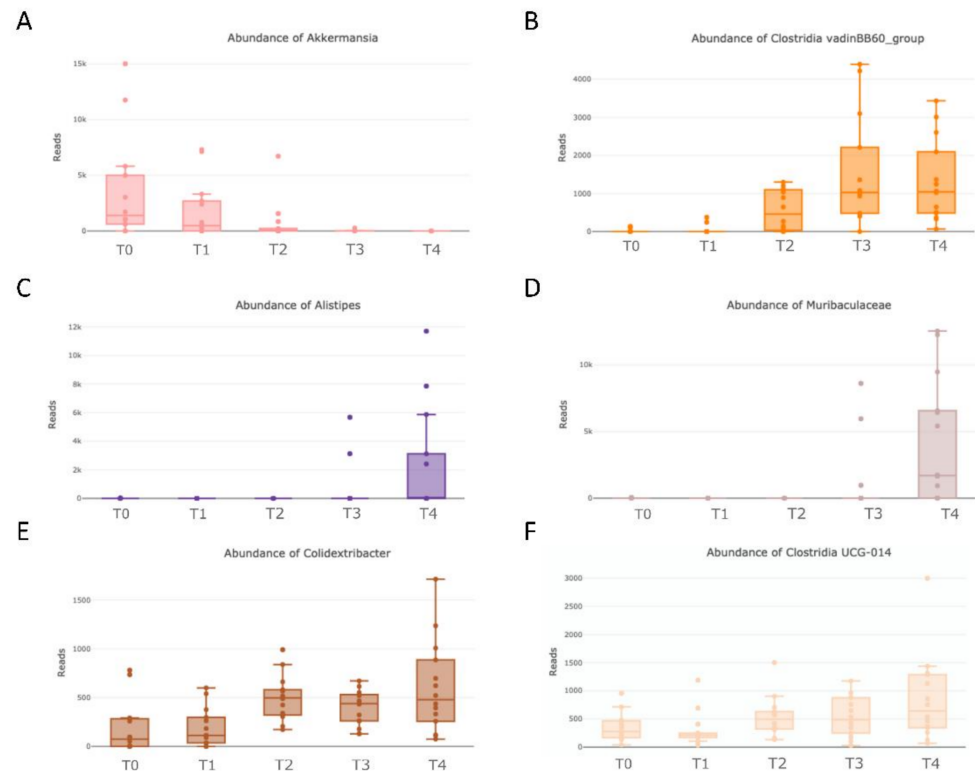 A
Abundance of Akkermansia
15k
10k
5k
0
Reads
T0 T1 T2 T3 T4
B
Abundance of Clostridia vadinBB60_group
4000
3000
2000
1000
0
Reads
T0 T1 T2 T3 T4
C
Abundance of Alistipes
12k
10k
8k
6k
4k
2k
0
Reads
T0 T1 T2 T3 T4
D
Abundance of Muribaculaceae
10k
5k
0
Reads
T0 T1 T2 T3 T4
E
Abundance of Colidextribacter
1500
1000
500
0
Reads
T0 T1 T2 T3 T4
F
Abundance of Clostridia UCG-014
3000
2500
2000
1500
1000
500
0
Reads
T0 T1 T2 T3 T4